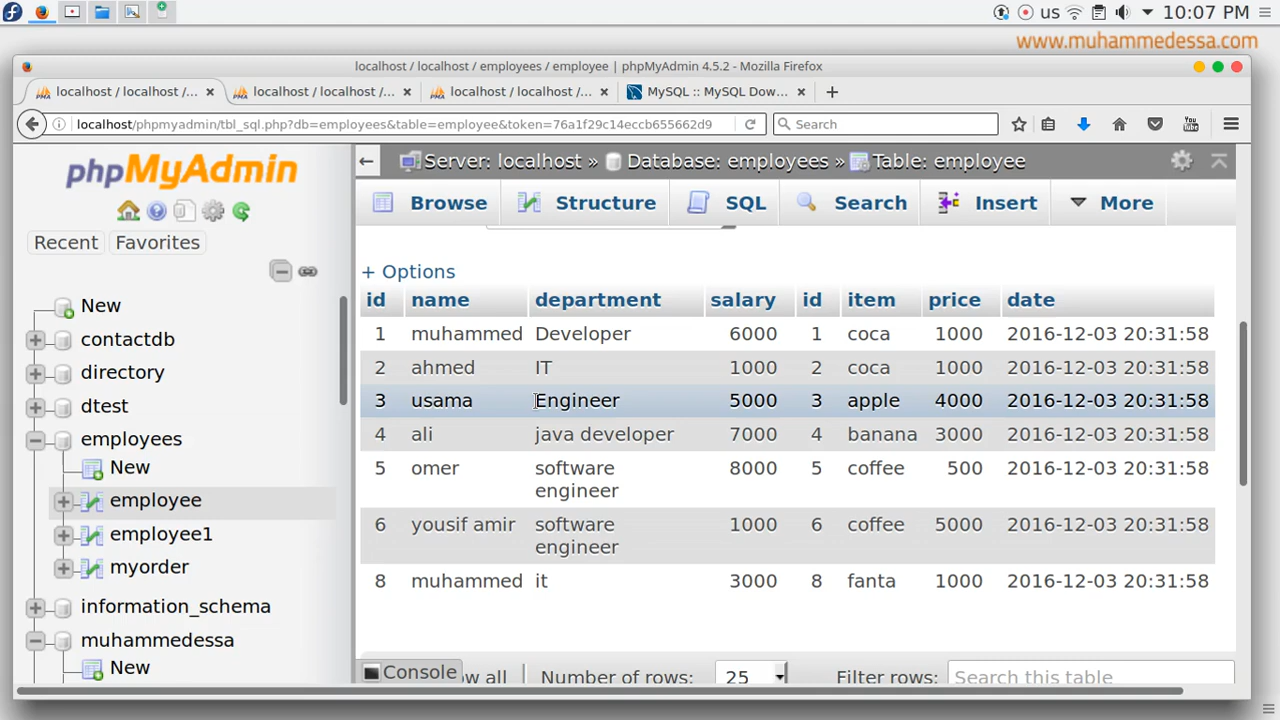 us 10:07 PM
www.muhammedessa.com
localhost / localhost / employees / employee | phpMyAdmin 4.5.2 - Mozilla Firefox
localhost / localhost /... localhost / localhost /... localhost / localhost /... MySQL :: MySQL Dow...
localhost/phpmyadmin/tbl_sql.php?db=employees&table=employee&token=76a1f29c14eccb655662d9 Search
phpMyAdmin
Server: localhost » Database: employees » Table: employee
Browse Structure SQL Search Insert More
Recent Favorites
New
contactdb
directory
dtest
employees
New
employee
employee1
myorder
information_schema
muhammedessa
New
+ Options
id name department salary id item price date
1 muhammed Developer 6000 1 coca 1000 2016-12-03 20:31:58
2 ahmed IT 1000 2 coca 1000 2016-12-03 20:31:58
3 usama Engineer 5000 3 apple 4000 2016-12-03 20:31:58
4 ali java developer 7000 4 banana 3000 2016-12-03 20:31:58
5 omer software 8000 5 coffee 500 2016-12-03 20:31:58
engineer
6 yousif amir software 1000 6 coffee 5000 2016-12-03 20:31:58
engineer
8 muhammed it 3000 8 fanta 1000 2016-12-03 20:31:58
Console all Number of rows: 25 Filter rows: Search this table